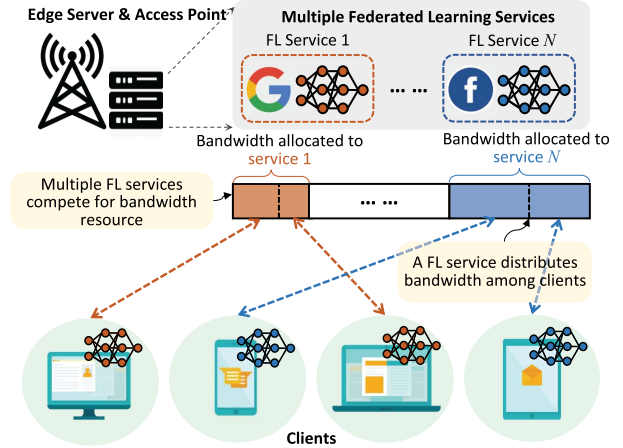 Edge Server & Access Point
Multiple Federated Learning Services
FL Service 1
FL Service N
... ...
Bandwidth allocated to
service 1
Bandwidth allocated to
service N
Multiple FL services
compete for bandwidth
resource
... ...
A FL service distributes
bandwidth among clients
Clients